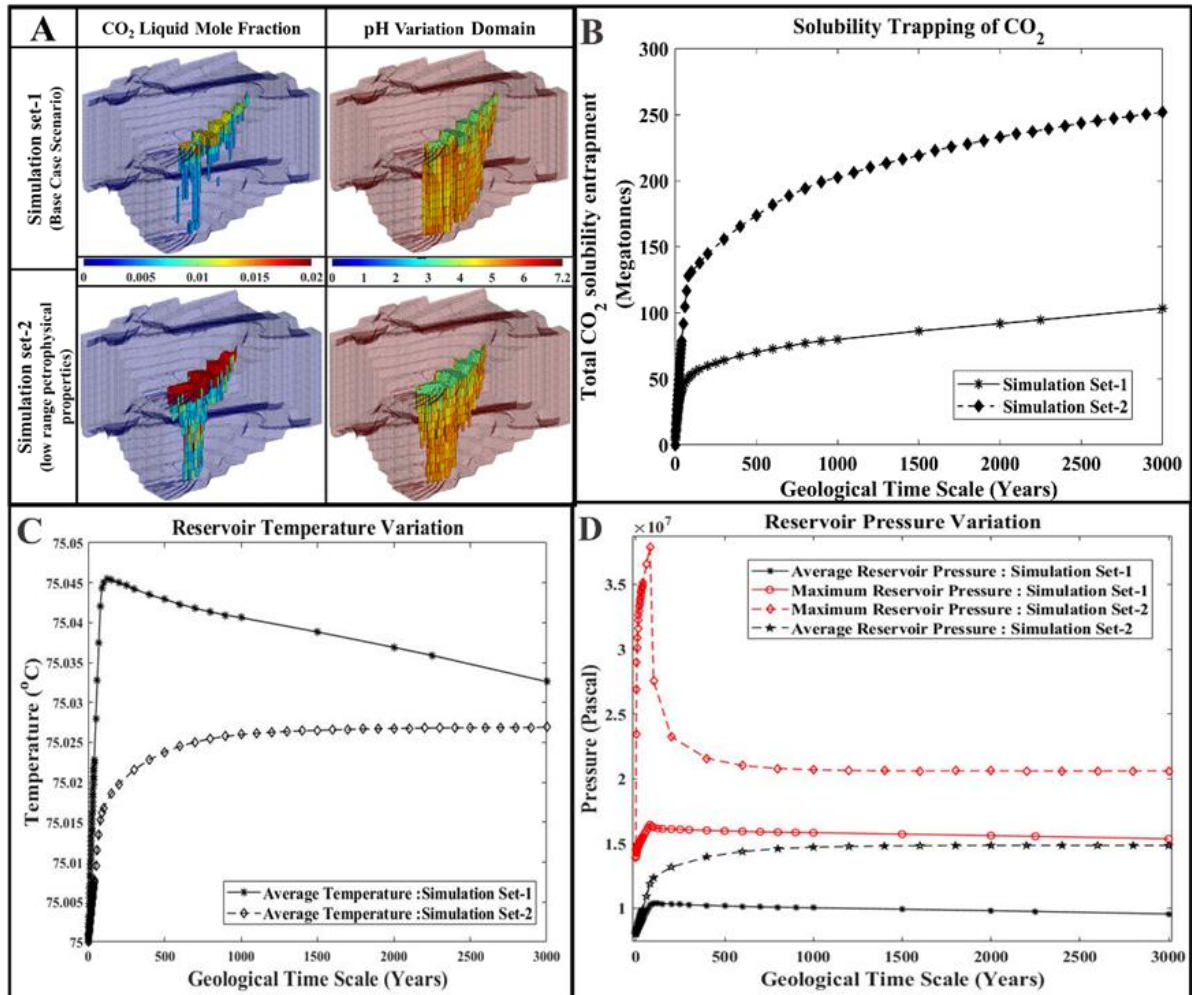 A
CO₂ Liquid Mole Fraction
pH Variation Domain
Simulation set-1
(Base Case Scenario)
0 0.005 0.01 0.015 0.02
0 1 2 3 4 5 6 7.2
Simulation set-2
(low range petrophysical
properties)
B
Solubility Trapping of CO₂
Total CO₂ solubility entrapment
(Megatonnes)
300
250
200
150
100
50
0
Simulation Set-1
Simulation Set-2
0 500 1000 1500 2000 2500 3000
Geological Time Scale (Years)
C
Reservoir Temperature Variation
Temperature (°C)
75.05
75.045
75.04
75.035
75.03
75.025
75.02
75.015
75.01
75.005
75
Average Temperature :Simulation Set-1
Average Temperature :Simulation Set-2
0 500 1000 1500 2000 2500 3000
Geological Time Scale (Years)
D
Reservoir Pressure Variation
×10⁷
Pressure (Pascal)
3.5
3
2.5
2
1.5
1
Average Reservoir Pressure : Simulation Set-1
Maximum Reservoir Pressure : Simulation Set-1
Maximum Reservoir Pressure : Simulation Set-2
Average Reservoir Pressure : Simulation Set-2
0 500 1000 1500 2000 2500 3000
Geological Time Scale (Years)